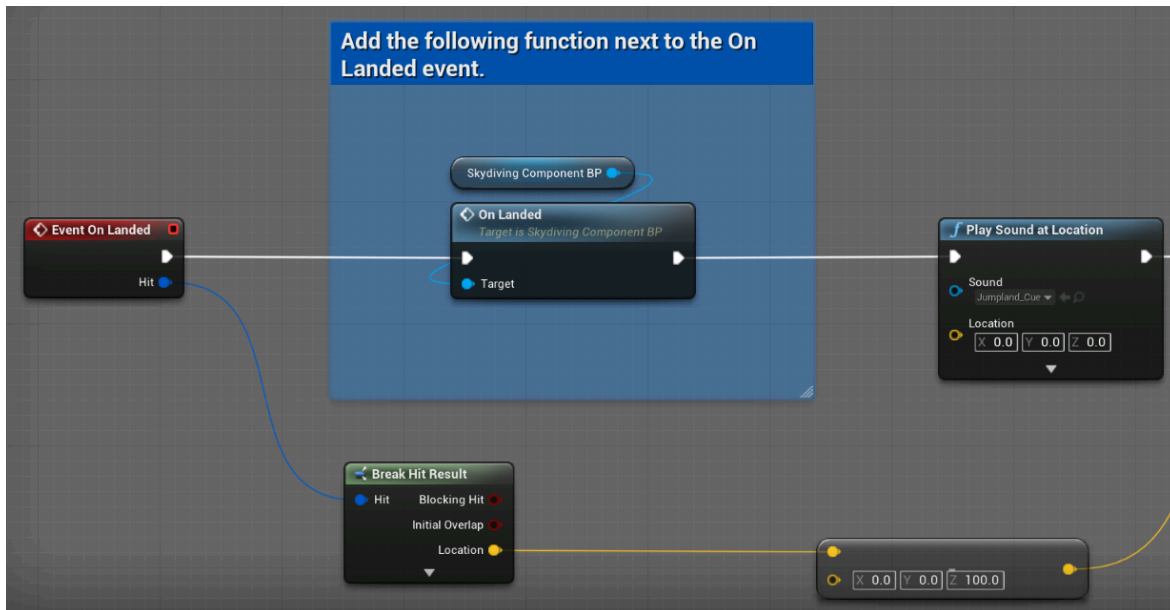 Add the following function next to the On
Landed event.
Skydiving Component BP
On Landed
Target is Skydiving Component BP
Target
Event On Landed
Hit
Play Sound at Location
Sound
Jumpland_Cue
Location
X 0.0 Y 0.0 Z 0.0
Break Hit Result
Hit Blocking Hit
Initial Overlap
Location
X 0.0 Y 0.0 Z 100.0